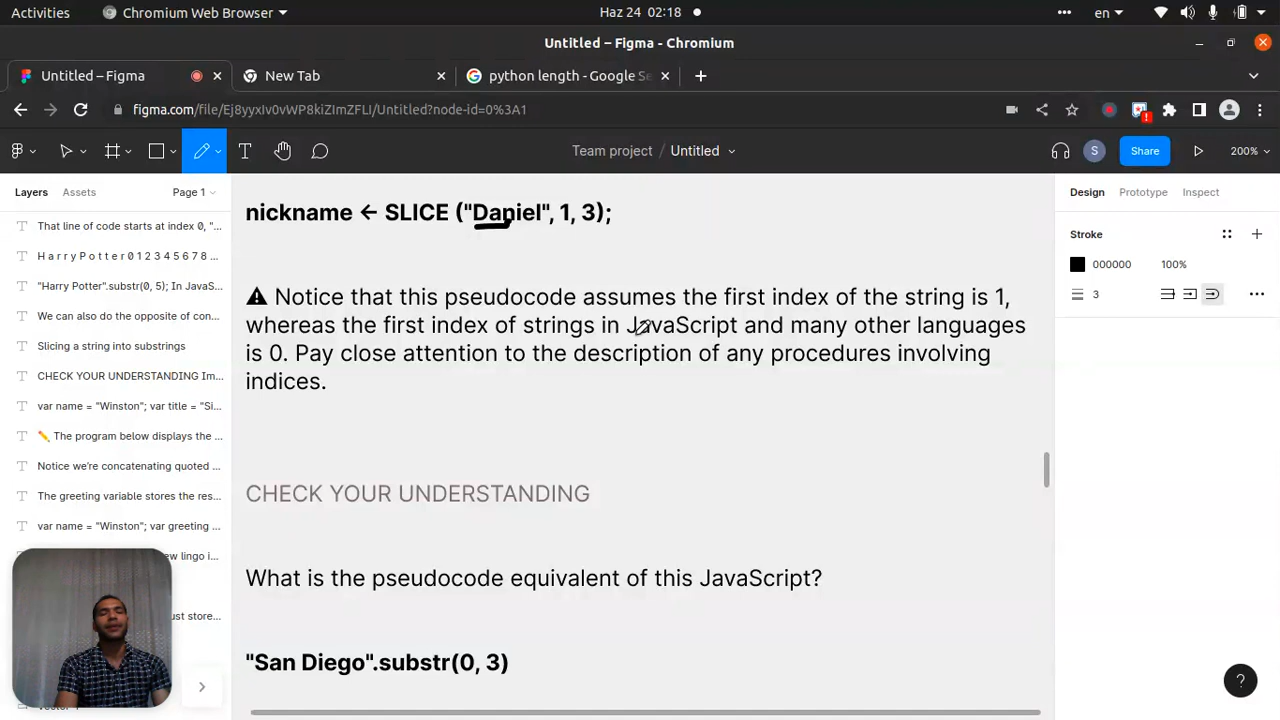 Activities
Chromium Web Browser
Haz 24 02:18
en
Untitled – Figma - Chromium
Untitled – Figma
New Tab
python length - Google Se
figma.com/file/Ej8yyxIv0vWP8kiZImZFLI/Untitled?node-id=0%3A1
Team project / Untitled
S
Share
200%
Layers
Assets
Page 1
Design
Prototype
Inspect
That line of code starts at index 0, "...
H a r r y P o t t e r 0 1 2 3 4 5 6 7 8 ...
"Harry Potter".substr(0, 5); In JavaS...
We can also do the opposite of con...
Slicing a string into substrings
CHECK YOUR UNDERSTANDING Im...
var name = "Winston"; var title = "Si...
✏️ The program below displays the ...
Notice we're concatenating quoted ...
The greeting variable stores the res...
var name = "Winston"; var greeting ...
ew lingo i...
ust store...
nickname ← SLICE ("Daniel", 1, 3);
⚠ Notice that this pseudocode assumes the first index of the string is 1,
whereas the first index of strings in JavaScript and many other languages
is 0. Pay close attention to the description of any procedures involving
indices.
CHECK YOUR UNDERSTANDING
What is the pseudocode equivalent of this JavaScript?
"San Diego".substr(0, 3)
Stroke
000000
100%
3
?